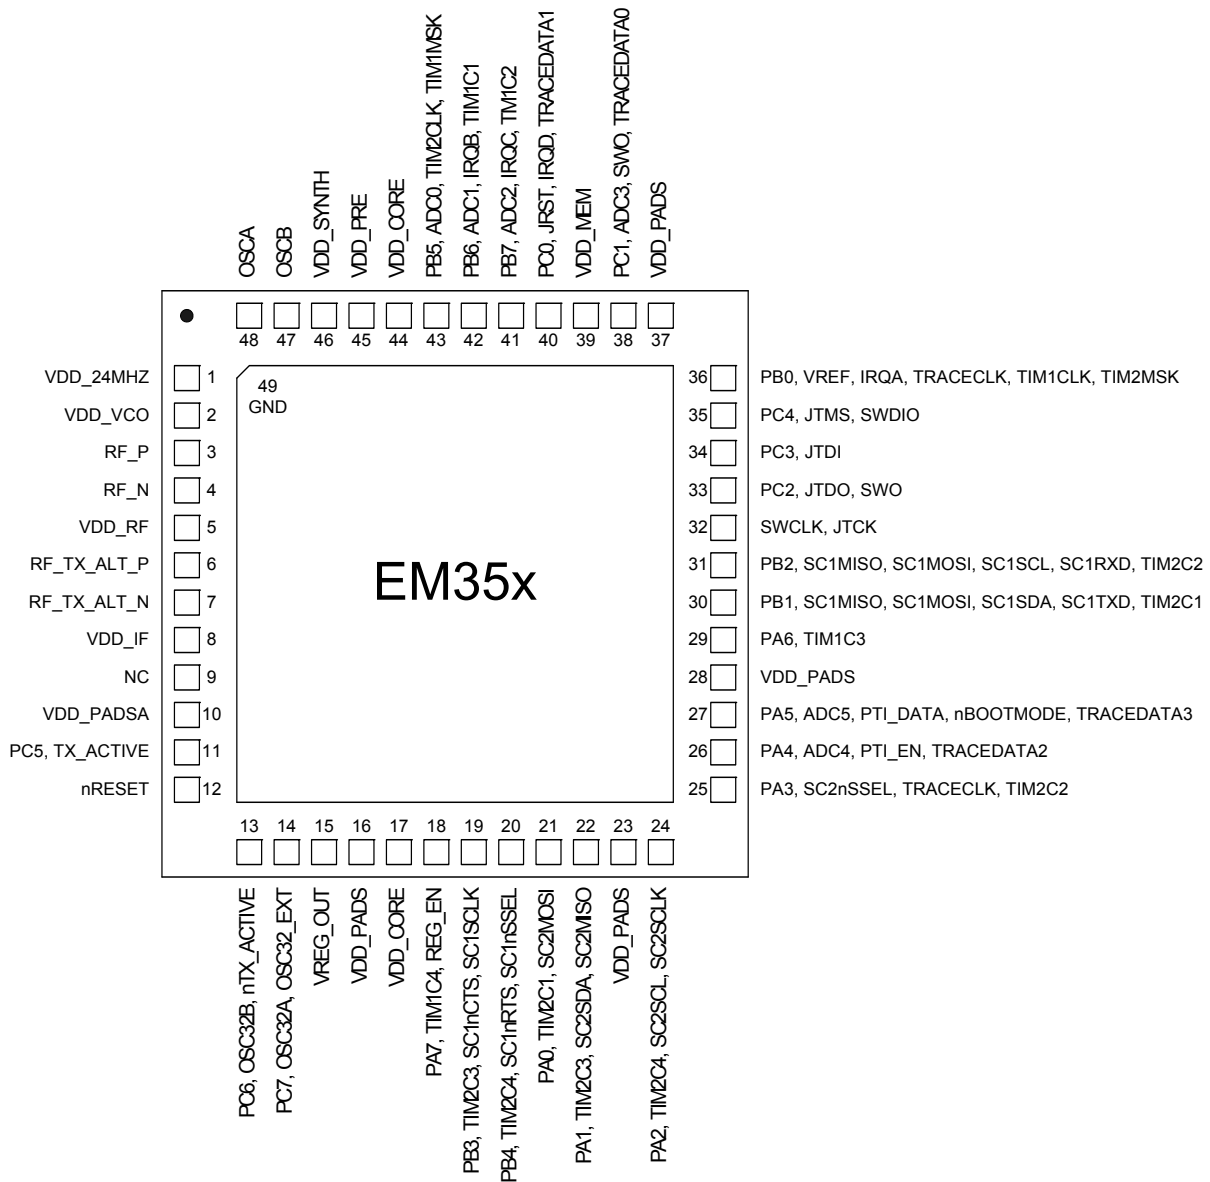 OSCA
OSCB
VDD_SYNTH
VDD_PRE
VDD_CORE
PB5, ADC0, TIM2CLK, TIM1MSK
PB6, ADC1, IRQB, TIM1C1
PB7, ADC2, IRQC, TM1C2
PC0, JRST, IRQD, TRACEDATA1
VDD_MEM
PC1, ADC3, SWO, TRACEDATA0
VDD_PADS
48 47 46 45 44 43 42 41 40 39 38 37
VDD_24MHZ 1
VDD_VCO 2
RF_P 3
RF_N 4
VDD_RF 5
RF_TX_ALT_P 6
RF_TX_ALT_N 7
VDD_IF 8
NC 9
VDD_PADSA 10
PC5, TX_ACTIVE 11
nRESET 12
49
GND
EM35x
36 PB0, VREF, IRQA, TRACECLK, TIM1CLK, TIM2MSK
35 PC4, JTMS, SWDIO
34 PC3, JTDI
33 PC2, JTDO, SWO
32 SWCLK, JTCK
31 PB2, SC1MISO, SC1MOSI, SC1SCL, SC1RXD, TIM2C2
30 PB1, SC1MISO, SC1MOSI, SC1SDA, SC1TXD, TIM2C1
29 PA6, TIM1C3
28 VDD_PADS
27 PA5, ADC5, PTI_DATA, nBOOTMODE, TRACEDATA3
26 PA4, ADC4, PTI_EN, TRACEDATA2
25 PA3, SC2nSSEL, TRACECLK, TIM2C2
13 14 15 16 17 18 19 20 21 22 23 24
PC6, OSC32B, nTX_ACTIVE
PC7, OSC32A, OSC32_EXT
VREG_OUT
VDD_PADS
VDD_CORE
PA7, TIM1C4, REG_EN
PB3, TIM2C3, SC1nCTS, SC1SCLK
PB4, TIM2C4, SC1nRTS, SC1nSSEL
PA0, TIM2C1, SC2MOSI
PA1, TIM2C3, SC2SDA, SC2MISO
VDD_PADS
PA2, TIM2C4, SC2SCL, SC2SCLK